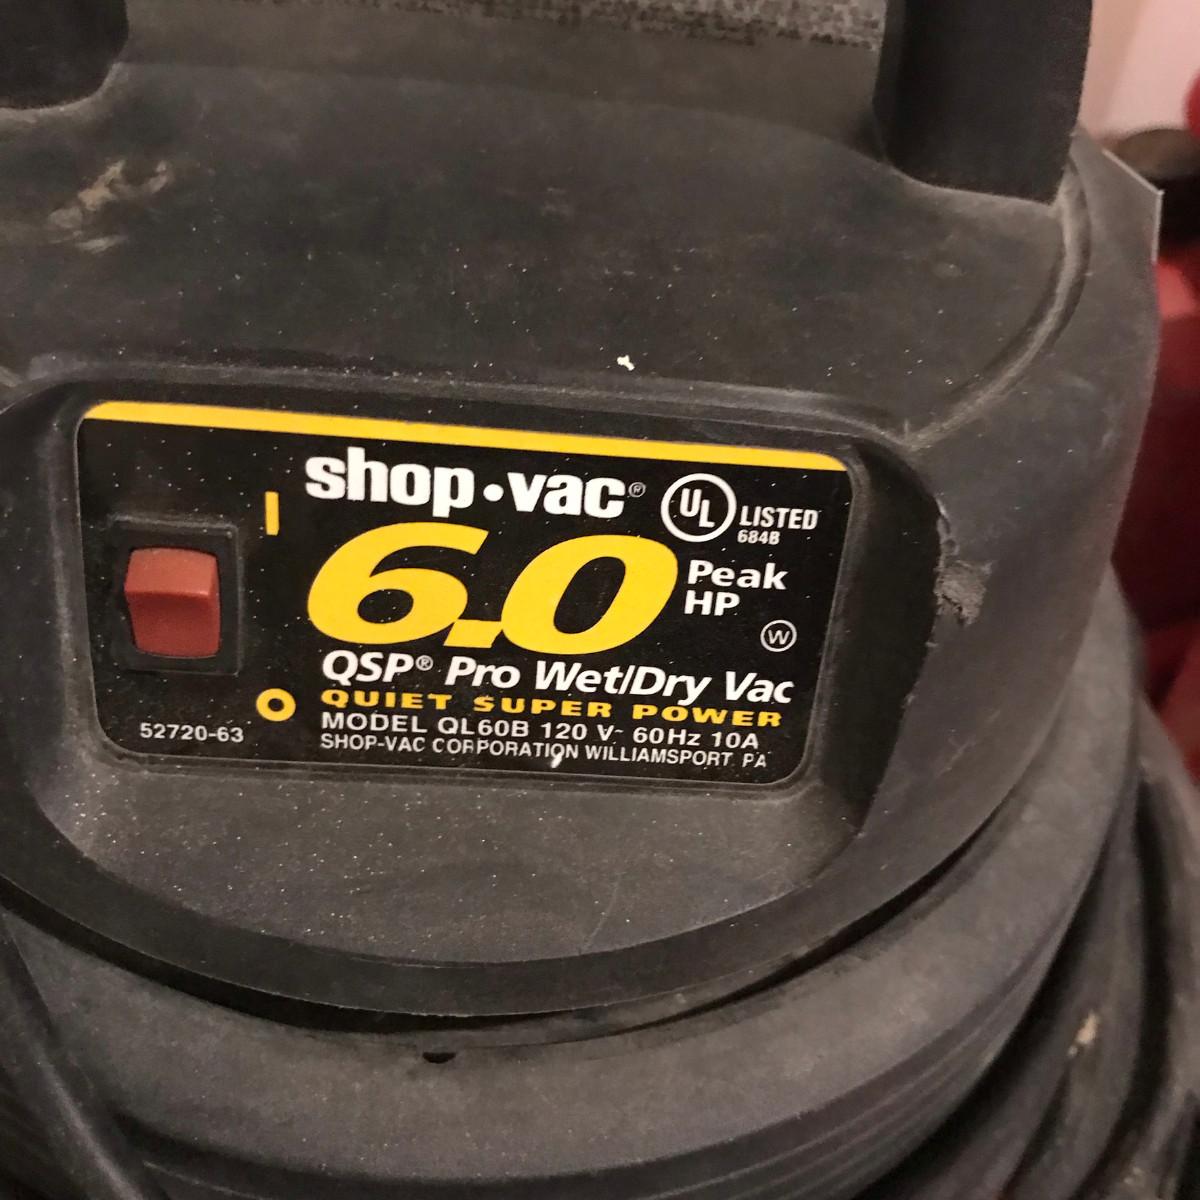 shop·vac®
UL LISTED
684B
6.0 Peak
HP
W
QSP® Pro Wet/Dry Vac
QUIET SUPER POWER
MODEL QL60B 120 V~ 60Hz 10A
SHOP-VAC CORPORATION WILLIAMSPORT PA
52720-63